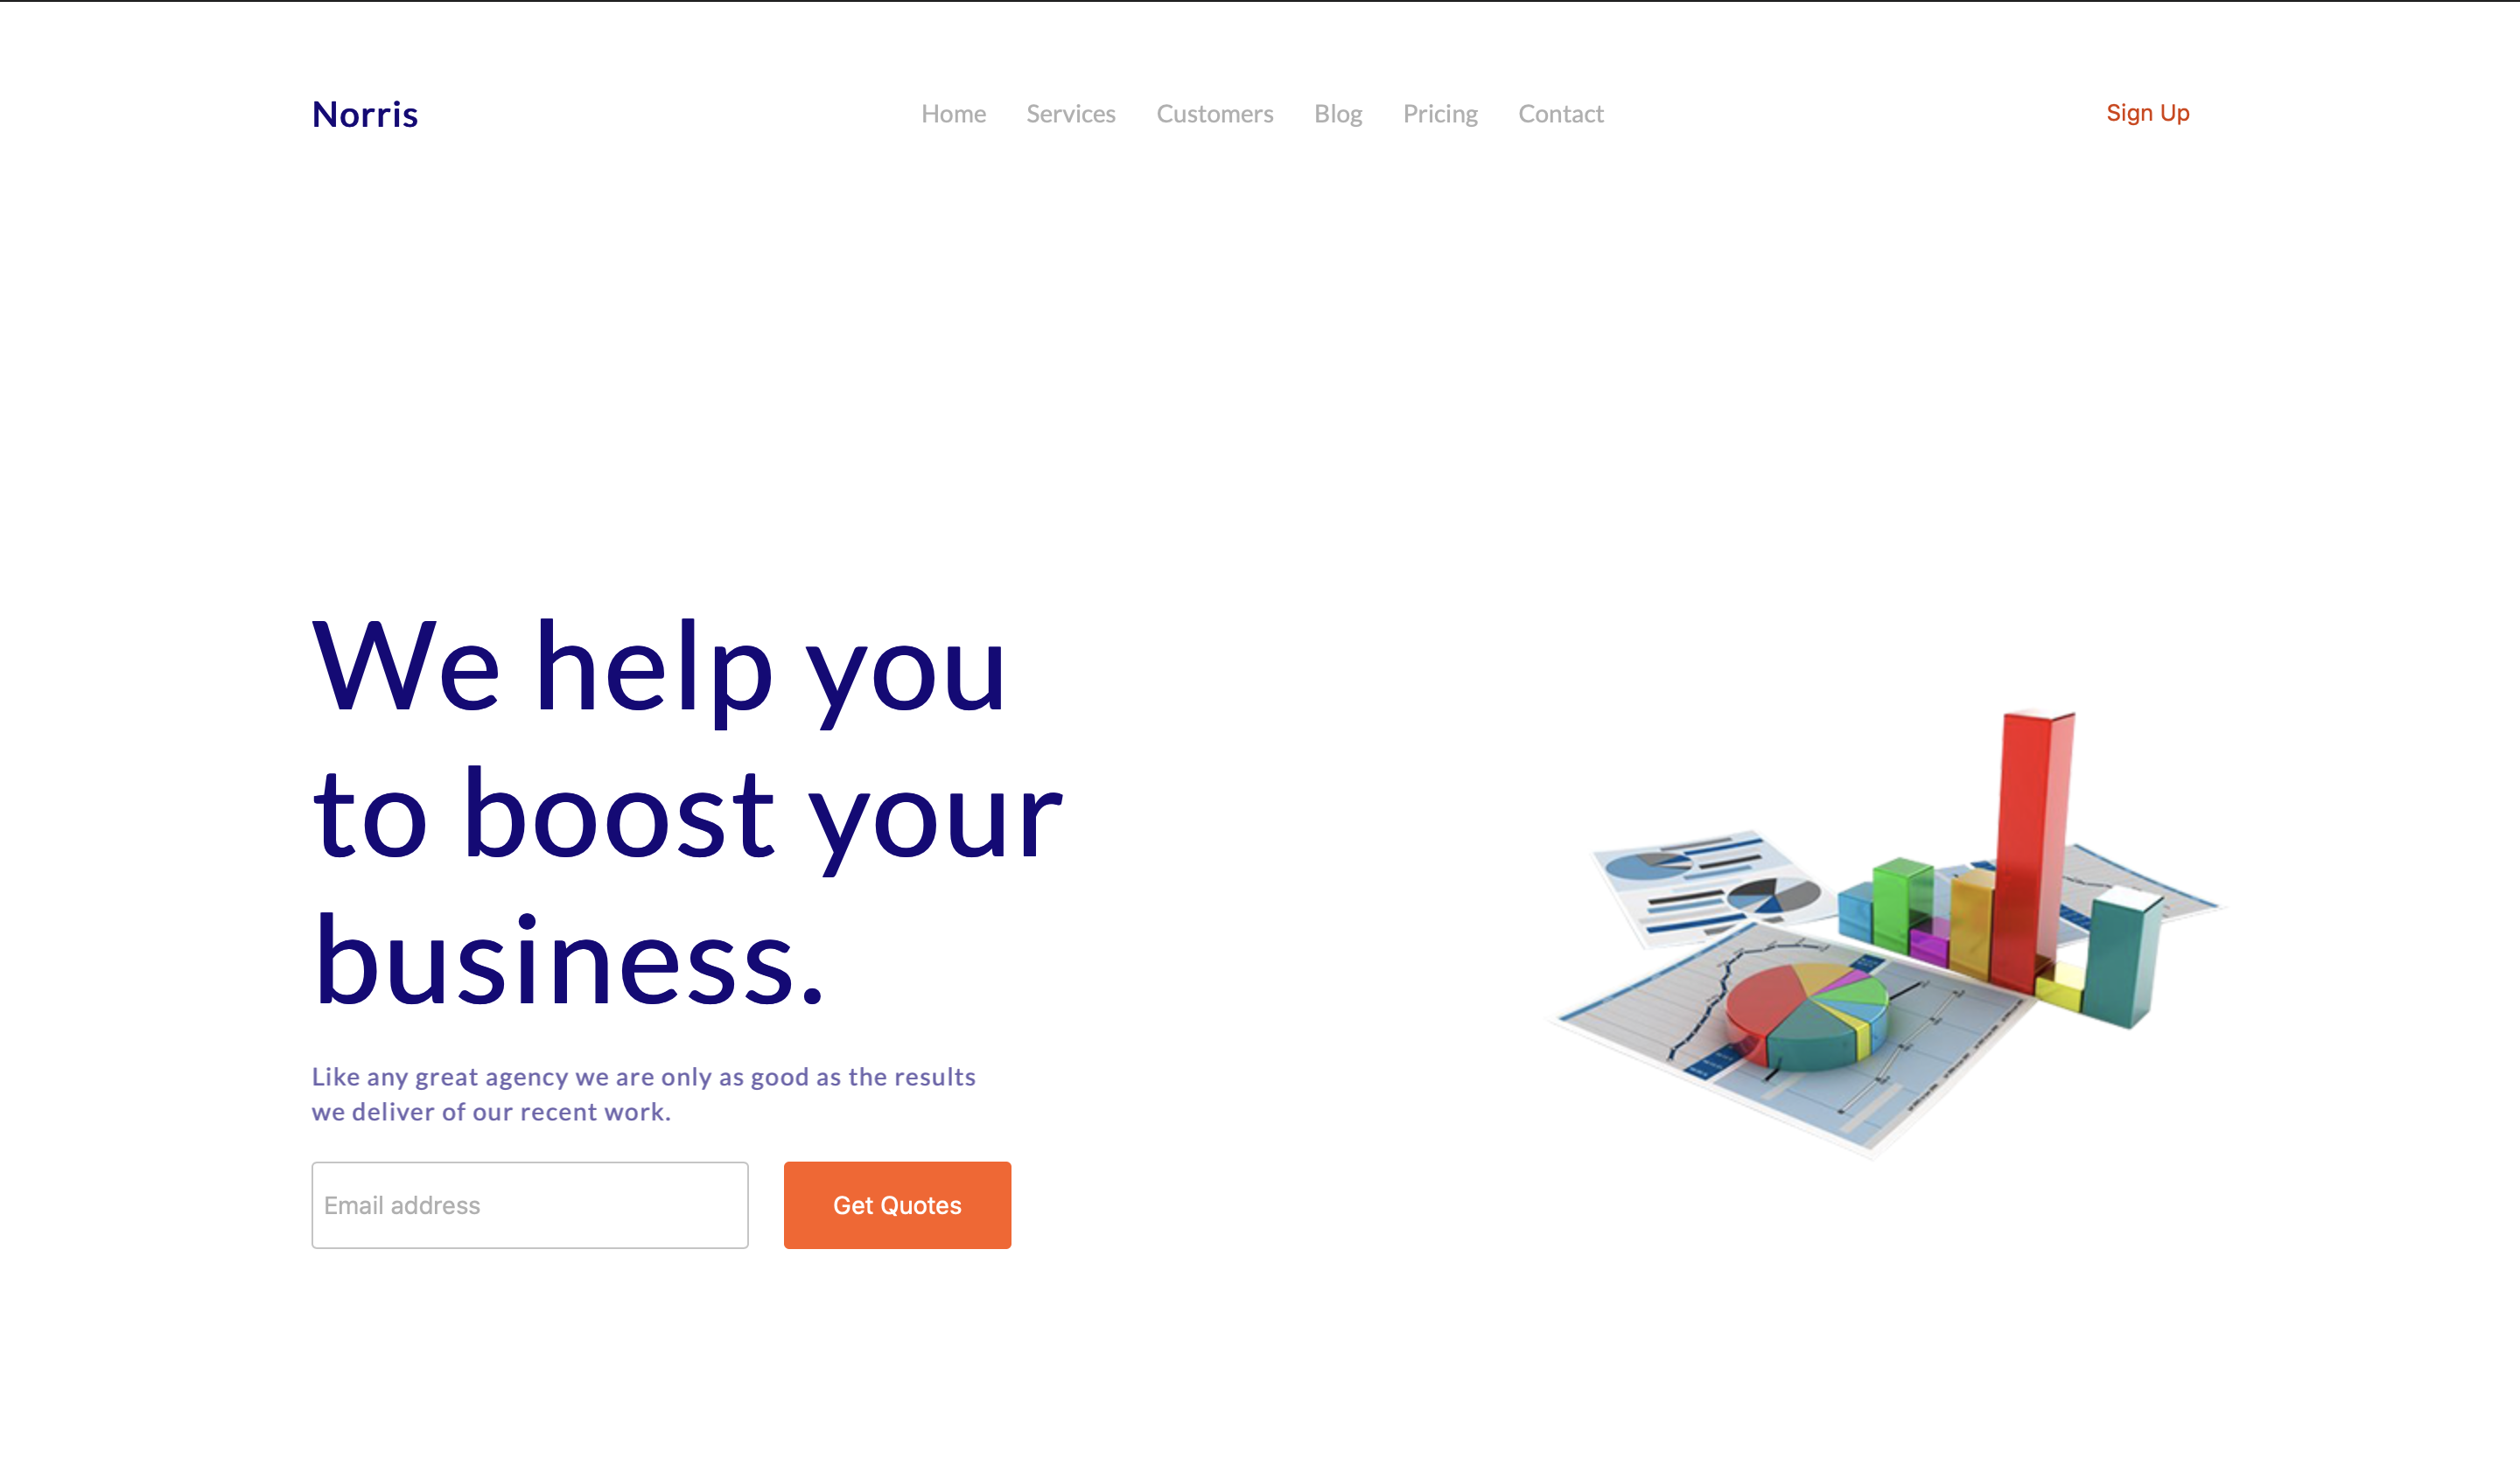 Norris
Home Services Customers Blog Pricing Contact
Sign Up
We help you
to boost your
business.
Like any great agency we are only as good as the results
we deliver of our recent work.
Email address
Get Quotes